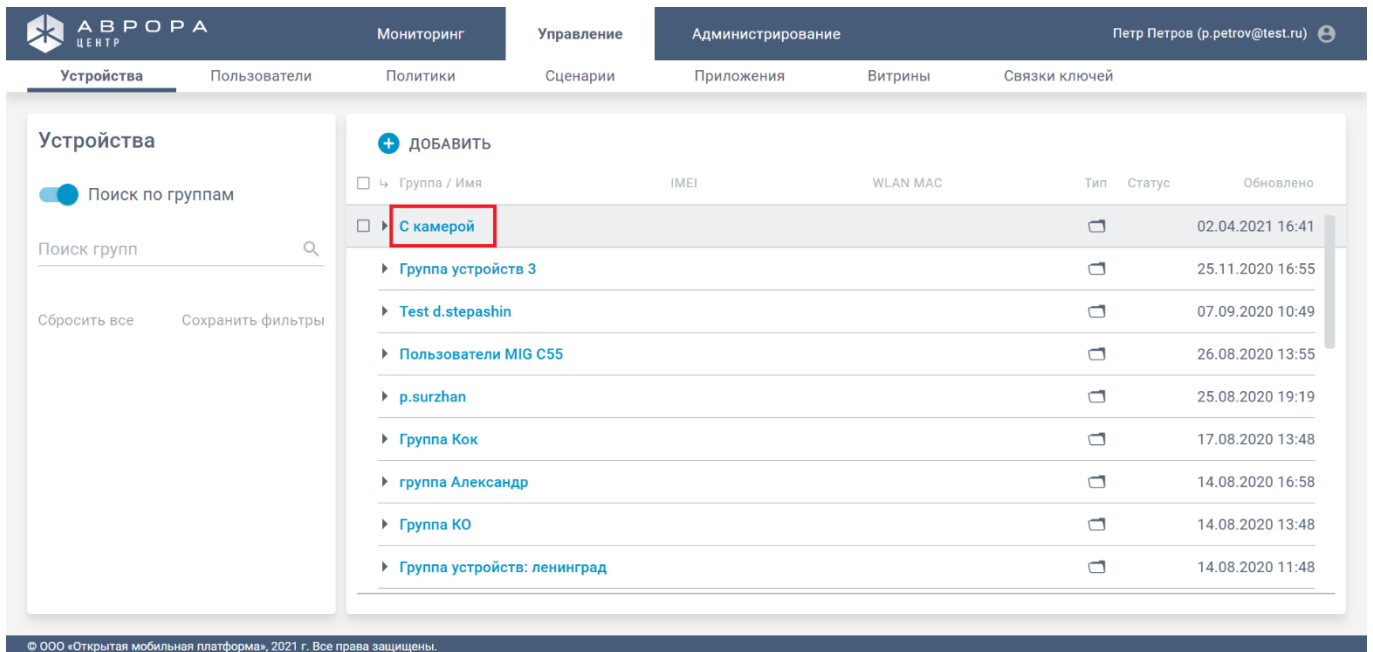 АВРОРА
ЦЕНТР
Мониторинг Управление Администрирование Петр Петров (p.petrov@test.ru)
Устройства Пользователи Политики Сценарии Приложения Витрины Связки ключей
Устройства
Поиск по группам
Поиск групп
Сбросить все Сохранить фильтры
ДОБАВИТЬ
Группа / Имя IMEI WLAN MAC Тип Статус Обновлено
С камерой 02.04.2021 16:41
Группа устройств 3 25.11.2020 16:55
Test d.stepashin 07.09.2020 10:49
Пользователи MIG C55 26.08.2020 13:55
p.surzhan 25.08.2020 19:19
Группа Кок 17.08.2020 13:48
группа Александр 14.08.2020 16:58
Группа КО 14.08.2020 13:48
Группа устройств: ленинград 14.08.2020 11:48
© ООО «Открытая мобильная платформа», 2021 г. Все права защищены.